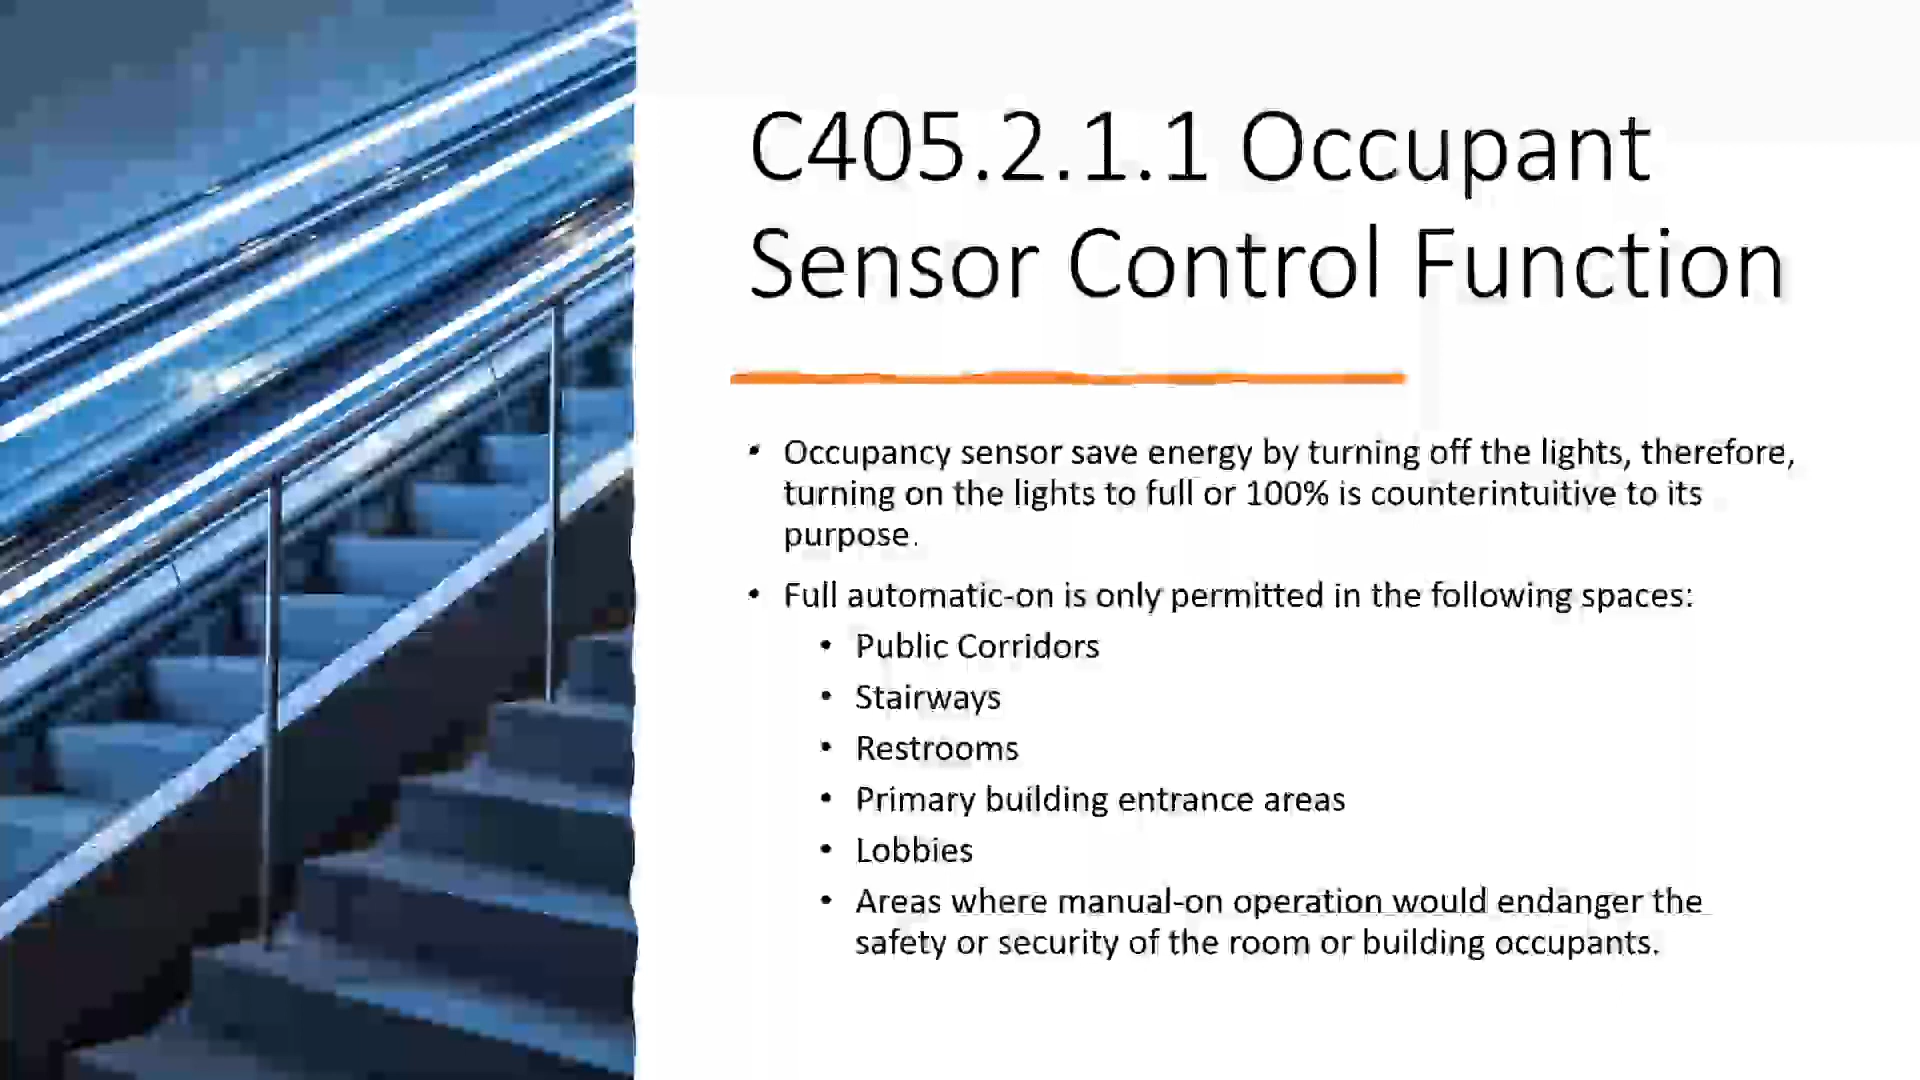 C405.2.1.1 Occupant
Sensor Control Function
• Occupancy sensor save energy by turning off the lights, therefore,
turning on the lights to full or 100% is counterintuitive to its
purpose.
• Full automatic-on is only permitted in the following spaces:
• Public Corridors
• Stairways
• Restrooms
• Primary building entrance areas
• Lobbies
• Areas where manual-on operation would endanger the
safety or security of the room or building occupants.